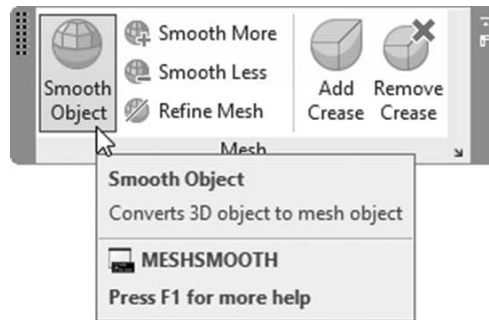 Smooth Object
Smooth More
Smooth Less
Refine Mesh
Add Crease
Remove Crease
Mesh
Smooth Object
Converts 3D object to mesh object
MESHSMOOTH
Press F1 for more help